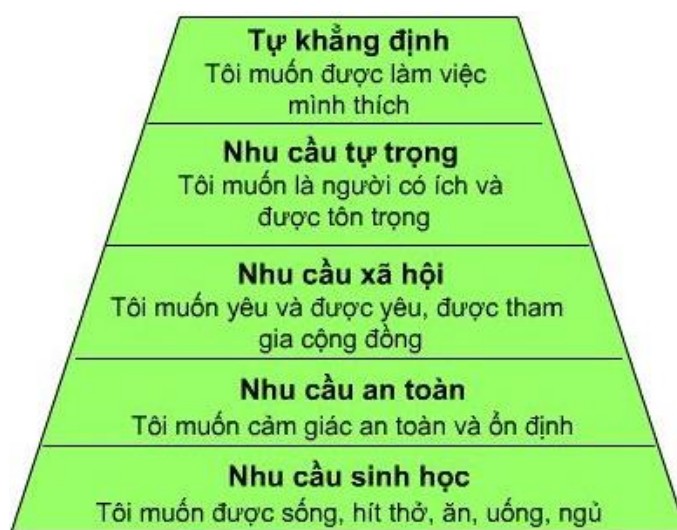 Tự khẳng định
Tôi muốn được làm việc
mình thích
Nhu cầu tự trọng
Tôi muốn là người có ích và
được tôn trọng
Nhu cầu xã hội
Tôi muốn yêu và được yêu, được tham
gia cộng đồng
Nhu cầu an toàn
Tôi muốn cảm giác an toàn và ổn định
Nhu cầu sinh học
Tôi muốn được sống, hít thở, ăn, uống, ngủ